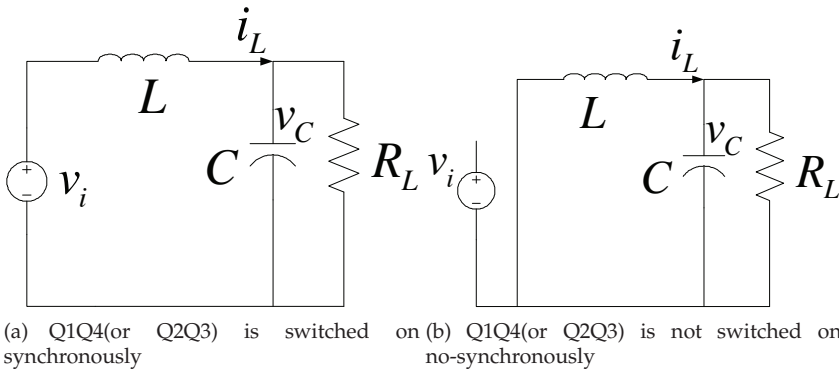 i_L
L
v_C
C
R_L
v_i
+
−
i_L
L
v_C
C
R_L
v_i
+
−
(a) Q1Q4(or Q2Q3) is switched on synchronously
(b) Q1Q4(or Q2Q3) is not switched on no-synchronously